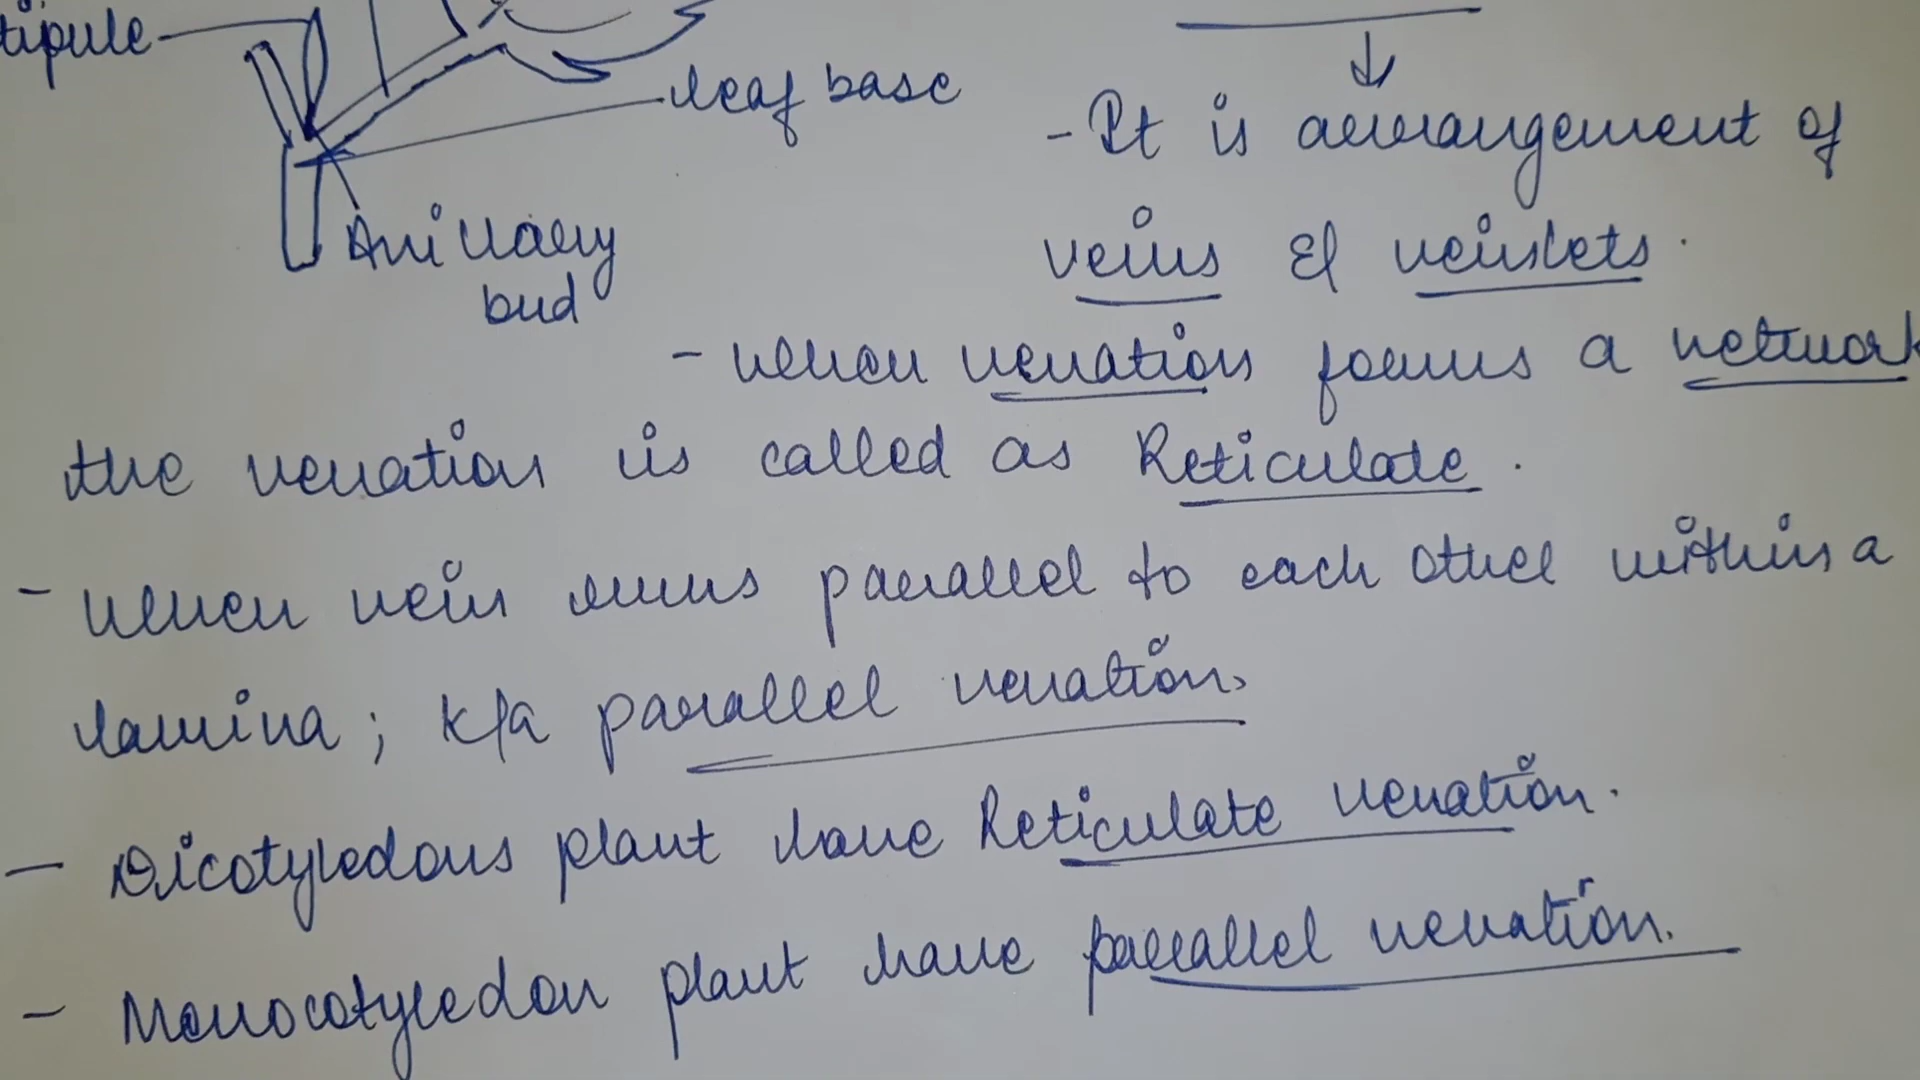 tipule
leaf base
Axillary
bud
- It is arrangement of
veins & veinlets.
- when venation forms a network
the venation is called as Reticulate.
- when vein runs parallel to each other within a
lamina; k/a parallel venation.
- Dicotyledons plant have Reticulate venation.
- Monocotyledon plant have parallel venation.